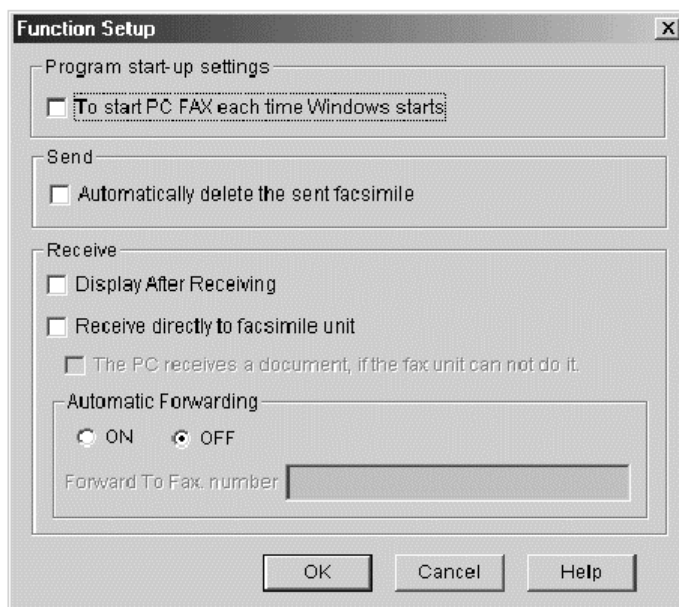 Function Setup
Program start-up settings
To start PC FAX each time Windows starts
Send
Automatically delete the sent facsimile
Receive
Display After Receiving
Receive directly to facsimile unit
The PC receives a document, if the fax unit can not do it.
Automatic Forwarding
ON OFF
Forward To Fax. number
OK Cancel Help